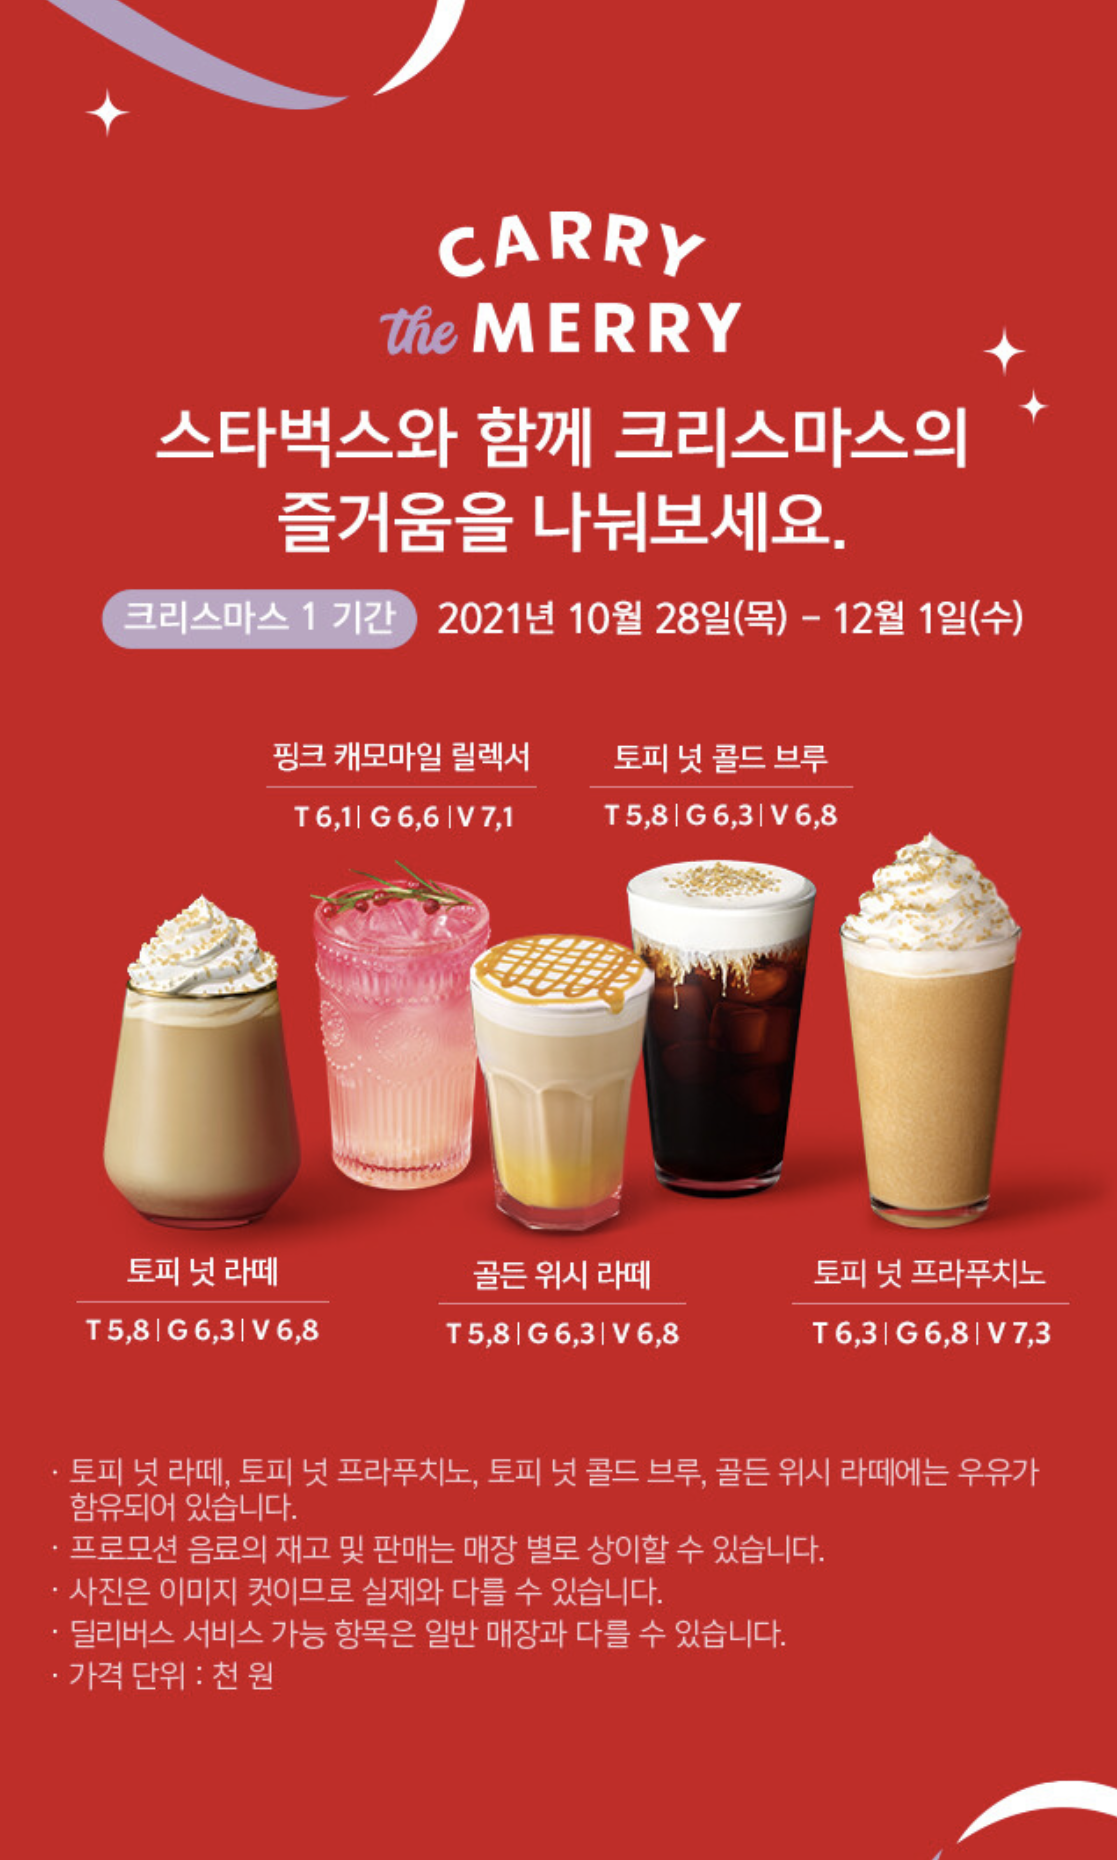 CARRY
the MERRY
스타벅스와 함께 크리스마스의
즐거움을 나눠보세요.
크리스마스 1 기간 2021년 10월 28일(목) – 12월 1일(수)
핑크 캐모마일 릴렉서
T 6,1| G 6,6 | V 7,1
토피 넛 콜드 브루
T 5,8 | G 6,3 | V 6,8
토피 넛 라떼
T 5,8 | G 6,3 | V 6,8
골든 위시 라떼
T 5,8 | G 6,3 | V 6,8
토피 넛 프라푸치노
T 6,3 | G 6,8 | V 7,3
· 토피 넛 라떼, 토피 넛 프라푸치노, 토피 넛 콜드 브루, 골든 위시 라떼에는 우유가
함유되어 있습니다.
· 프로모션 음료의 재고 및 판매는 매장 별로 상이할 수 있습니다.
· 사진은 이미지 컷이므로 실제와 다를 수 있습니다.
· 딜리버스 서비스 가능 항목은 일반 매장과 다를 수 있습니다.
· 가격 단위 : 천 원